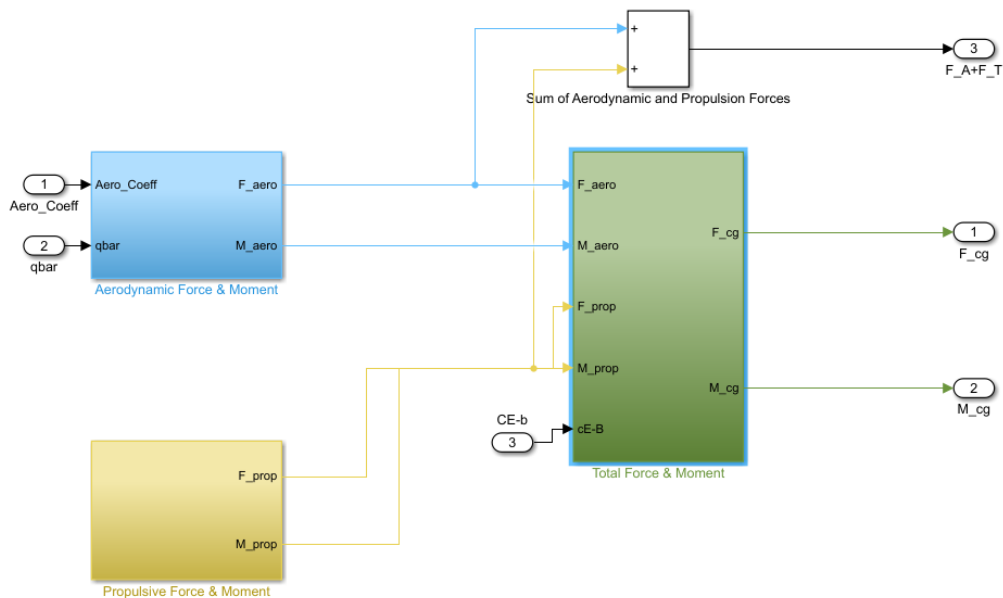 +
+
3
F_A+F_T
Sum of Aerodynamic and Propulsion Forces
1
Aero_Coeff
2
qbar
Aero_Coeff
F_aero
qbar
M_aero
Aerodynamic Force & Moment
F_aero
M_aero
F_prop
M_prop
cE-B
F_cg
M_cg
Total Force & Moment
CE-b
3
1
F_cg
2
M_cg
F_prop
M_prop
Propulsive Force & Moment